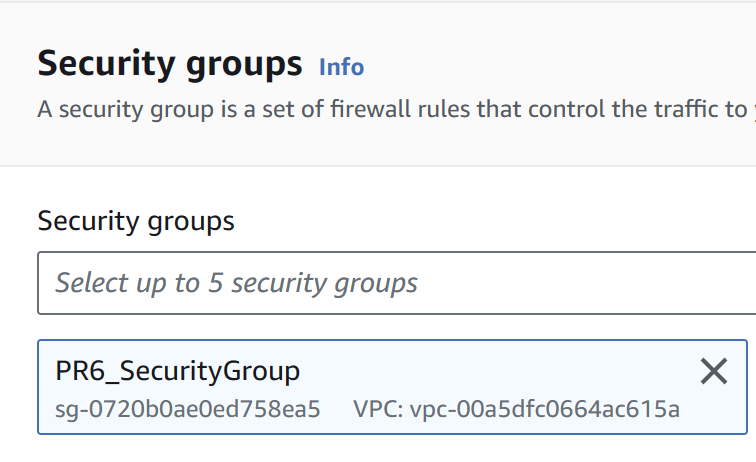 Security groups Info
A security group is a set of firewall rules that control the traffic to
Security groups
Select up to 5 security groups
PR6_SecurityGroup
sg-0720b0ae0ed758ea5 VPC: vpc-00a5dfc0664ac615a